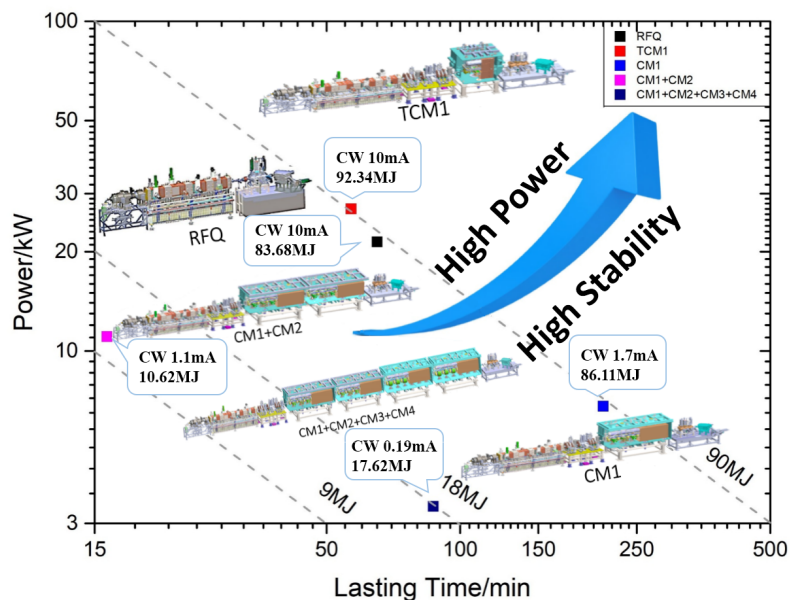 100
50
30
20
10
3
Power/kW
15
50
100
150
250
500
Lasting Time/min
RFQ
TCM1
CM1
CM1+CM2
CM1+CM2+CM3+CM4
TCM1
CW 10mA
92.34MJ
RFQ
CW 10mA
83.68MJ
High Power
High Stability
CM1+CM2
CW 1.1mA
10.62MJ
CW 1.7mA
86.11MJ
CM1+CM2+CM3+CM4
CW 0.19mA
17.62MJ
CM1
9MJ
18MJ
90MJ